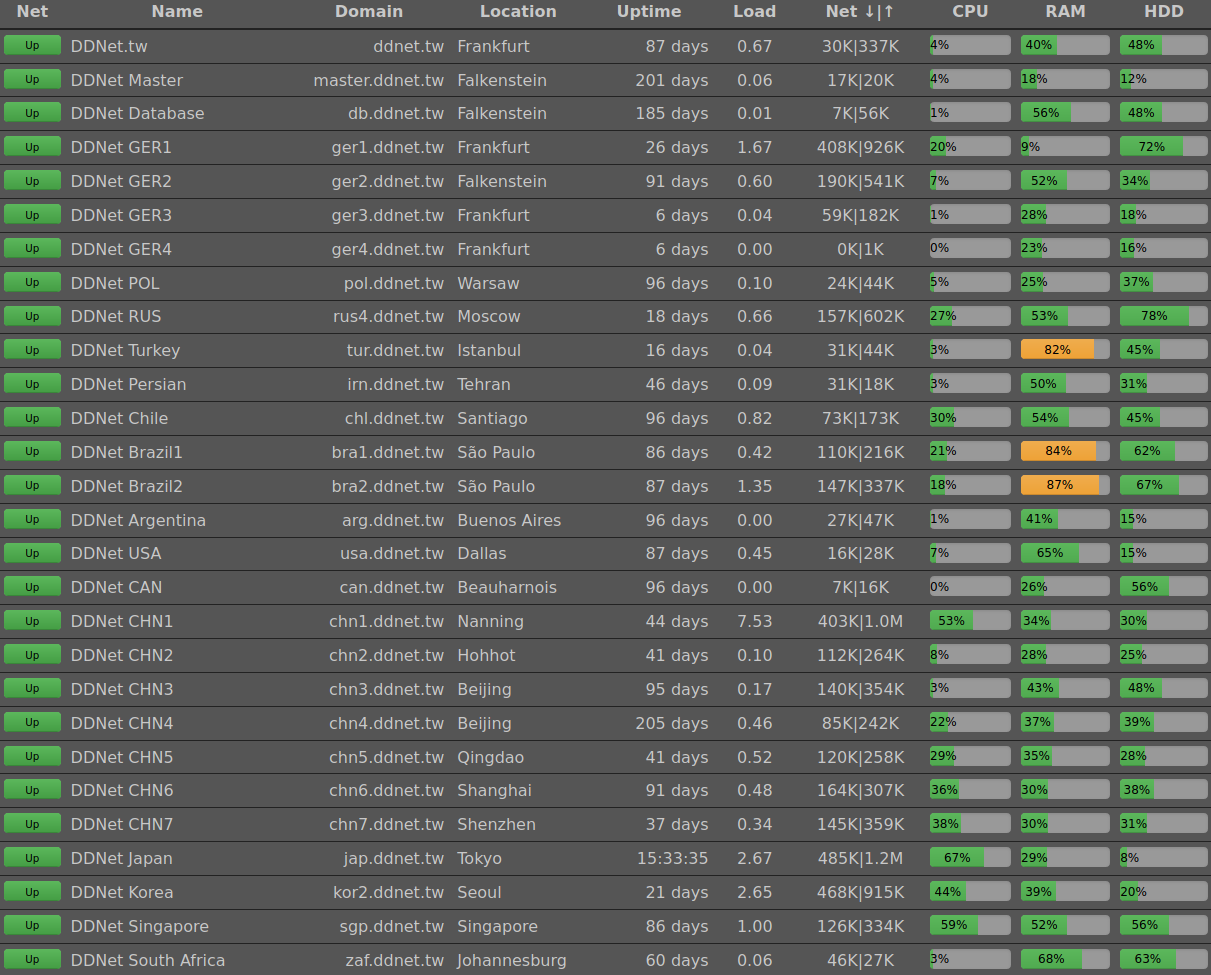 Net Name Domain Location Uptime Load Net ↓|↑ CPU RAM HDD
Up DDNet.tw ddnet.tw Frankfurt 87 days 0.67 30K|337K 4% 40% 48%
Up DDNet Master master.ddnet.tw Falkenstein 201 days 0.06 17K|20K 4% 18% 12%
Up DDNet Database db.ddnet.tw Falkenstein 185 days 0.01 7K|56K 1% 56% 48%
Up DDNet GER1 ger1.ddnet.tw Frankfurt 26 days 1.67 408K|926K 20% 9% 72%
Up DDNet GER2 ger2.ddnet.tw Falkenstein 91 days 0.60 190K|541K 7% 52% 34%
Up DDNet GER3 ger3.ddnet.tw Frankfurt 6 days 0.04 59K|182K 1% 28% 18%
Up DDNet GER4 ger4.ddnet.tw Frankfurt 6 days 0.00 0K|1K 0% 23% 16%
Up DDNet POL pol.ddnet.tw Warsaw 96 days 0.10 24K|44K 5% 25% 37%
Up DDNet RUS rus4.ddnet.tw Moscow 18 days 0.66 157K|602K 27% 53% 78%
Up DDNet Turkey tur.ddnet.tw Istanbul 16 days 0.04 31K|44K 3% 82% 45%
Up DDNet Persian irn.ddnet.tw Tehran 46 days 0.09 31K|18K 3% 50% 31%
Up DDNet Chile chl.ddnet.tw Santiago 96 days 0.82 73K|173K 30% 54% 45%
Up DDNet Brazil1 bra1.ddnet.tw São Paulo 86 days 0.42 110K|216K 21% 84% 62%
Up DDNet Brazil2 bra2.ddnet.tw São Paulo 87 days 1.35 147K|337K 18% 87% 67%
Up DDNet Argentina arg.ddnet.tw Buenos Aires 96 days 0.00 27K|47K 1% 41% 15%
Up DDNet USA usa.ddnet.tw Dallas 87 days 0.45 16K|28K 7% 65% 15%
Up DDNet CAN can.ddnet.tw Beauharnois 96 days 0.00 7K|16K 0% 26% 56%
Up DDNet CHN1 chn1.ddnet.tw Nanning 44 days 7.53 403K|1.0M 53% 34% 30%
Up DDNet CHN2 chn2.ddnet.tw Hohhot 41 days 0.10 112K|264K 8% 28% 25%
Up DDNet CHN3 chn3.ddnet.tw Beijing 95 days 0.17 140K|354K 3% 43% 48%
Up DDNet CHN4 chn4.ddnet.tw Beijing 205 days 0.46 85K|242K 22% 37% 39%
Up DDNet CHN5 chn5.ddnet.tw Qingdao 41 days 0.52 120K|258K 29% 35% 28%
Up DDNet CHN6 chn6.ddnet.tw Shanghai 91 days 0.48 164K|307K 36% 30% 38%
Up DDNet CHN7 chn7.ddnet.tw Shenzhen 37 days 0.34 145K|359K 38% 30% 31%
Up DDNet Japan jap.ddnet.tw Tokyo 15:33:35 2.67 485K|1.2M 67% 29% 8%
Up DDNet Korea kor2.ddnet.tw Seoul 21 days 2.65 468K|915K 44% 39% 20%
Up DDNet Singapore sgp.ddnet.tw Singapore 86 days 1.00 126K|334K 59% 52% 56%
Up DDNet South Africa zaf.ddnet.tw Johannesburg 60 days 0.06 46K|27K 3% 68% 63%